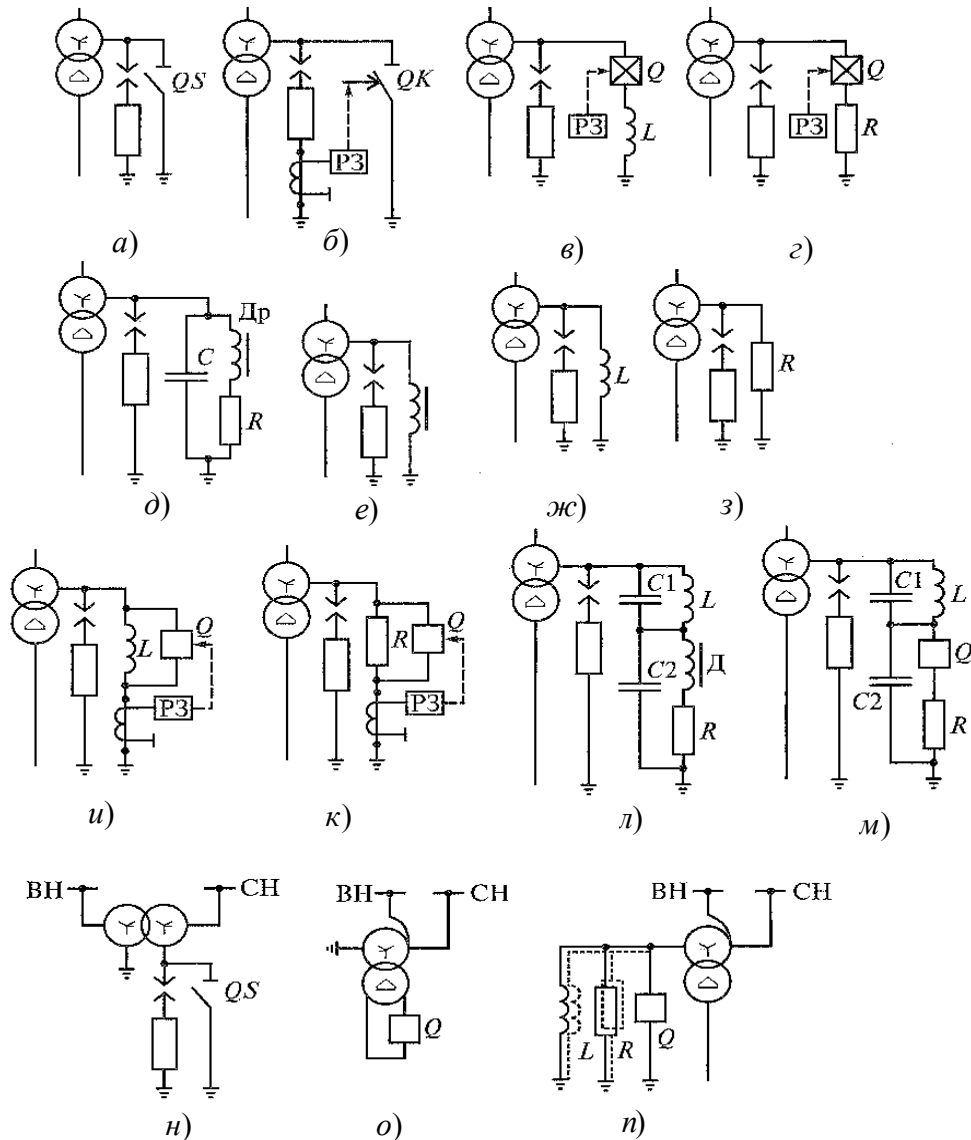 QS
QK
РЗ
Q
РЗ
L
Q
РЗ
R
а) б) в) г)
Др
C
R
L
R
д) е) ж) з)
L
Q
РЗ
R
Q
РЗ
C1
L
C2
Д
R
C1
L
Q
C2
R
и) к) л) м)
ВН
СН
QS
ВН
СН
Q
ВН
СН
L
R
Q
н) о) п)